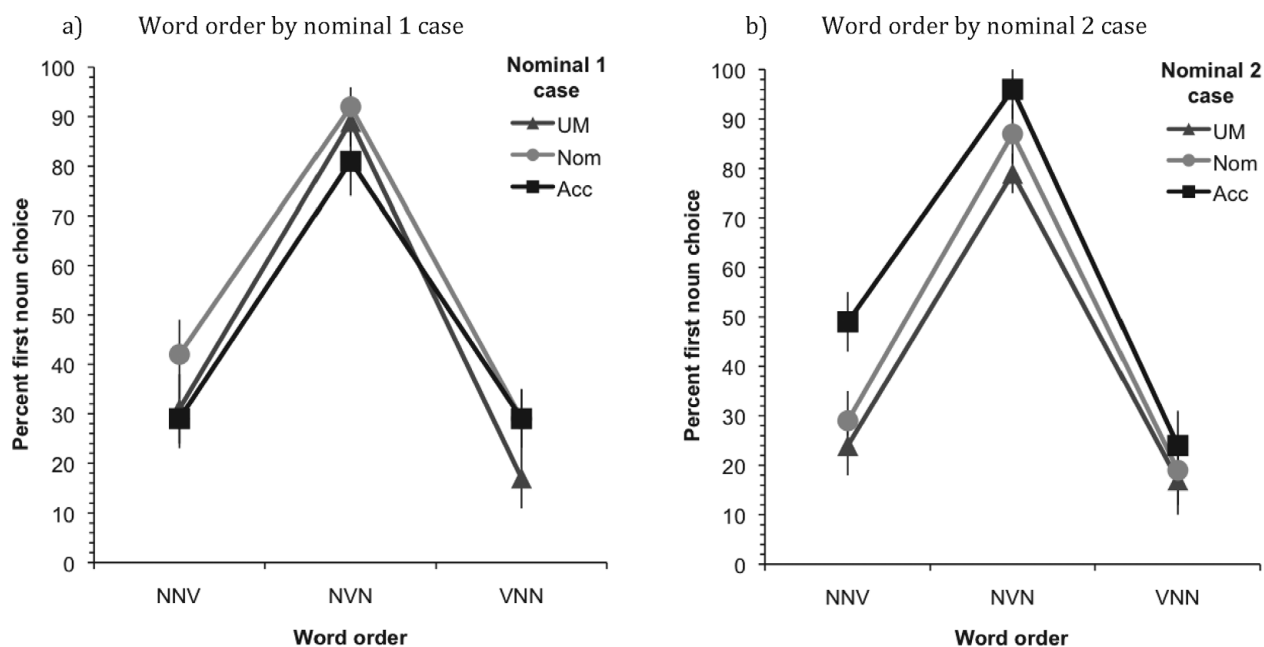 a) Word order by nominal 1 case
Nominal 1
case
UM
Nom
Acc
Percent first noun choice
100
90
80
70
60
50
40
30
20
10
0
NNV NVN VNN
Word order
b) Word order by nominal 2 case
Nominal 2
case
UM
Nom
Acc
Percent first noun choice
100
90
80
70
60
50
40
30
20
10
0
NNV NVN VNN
Word order